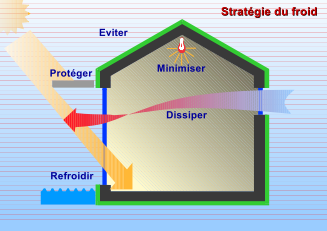 Stratégie du froid
Eviter
Protéger
Minimiser
Dissiper
Refroidir